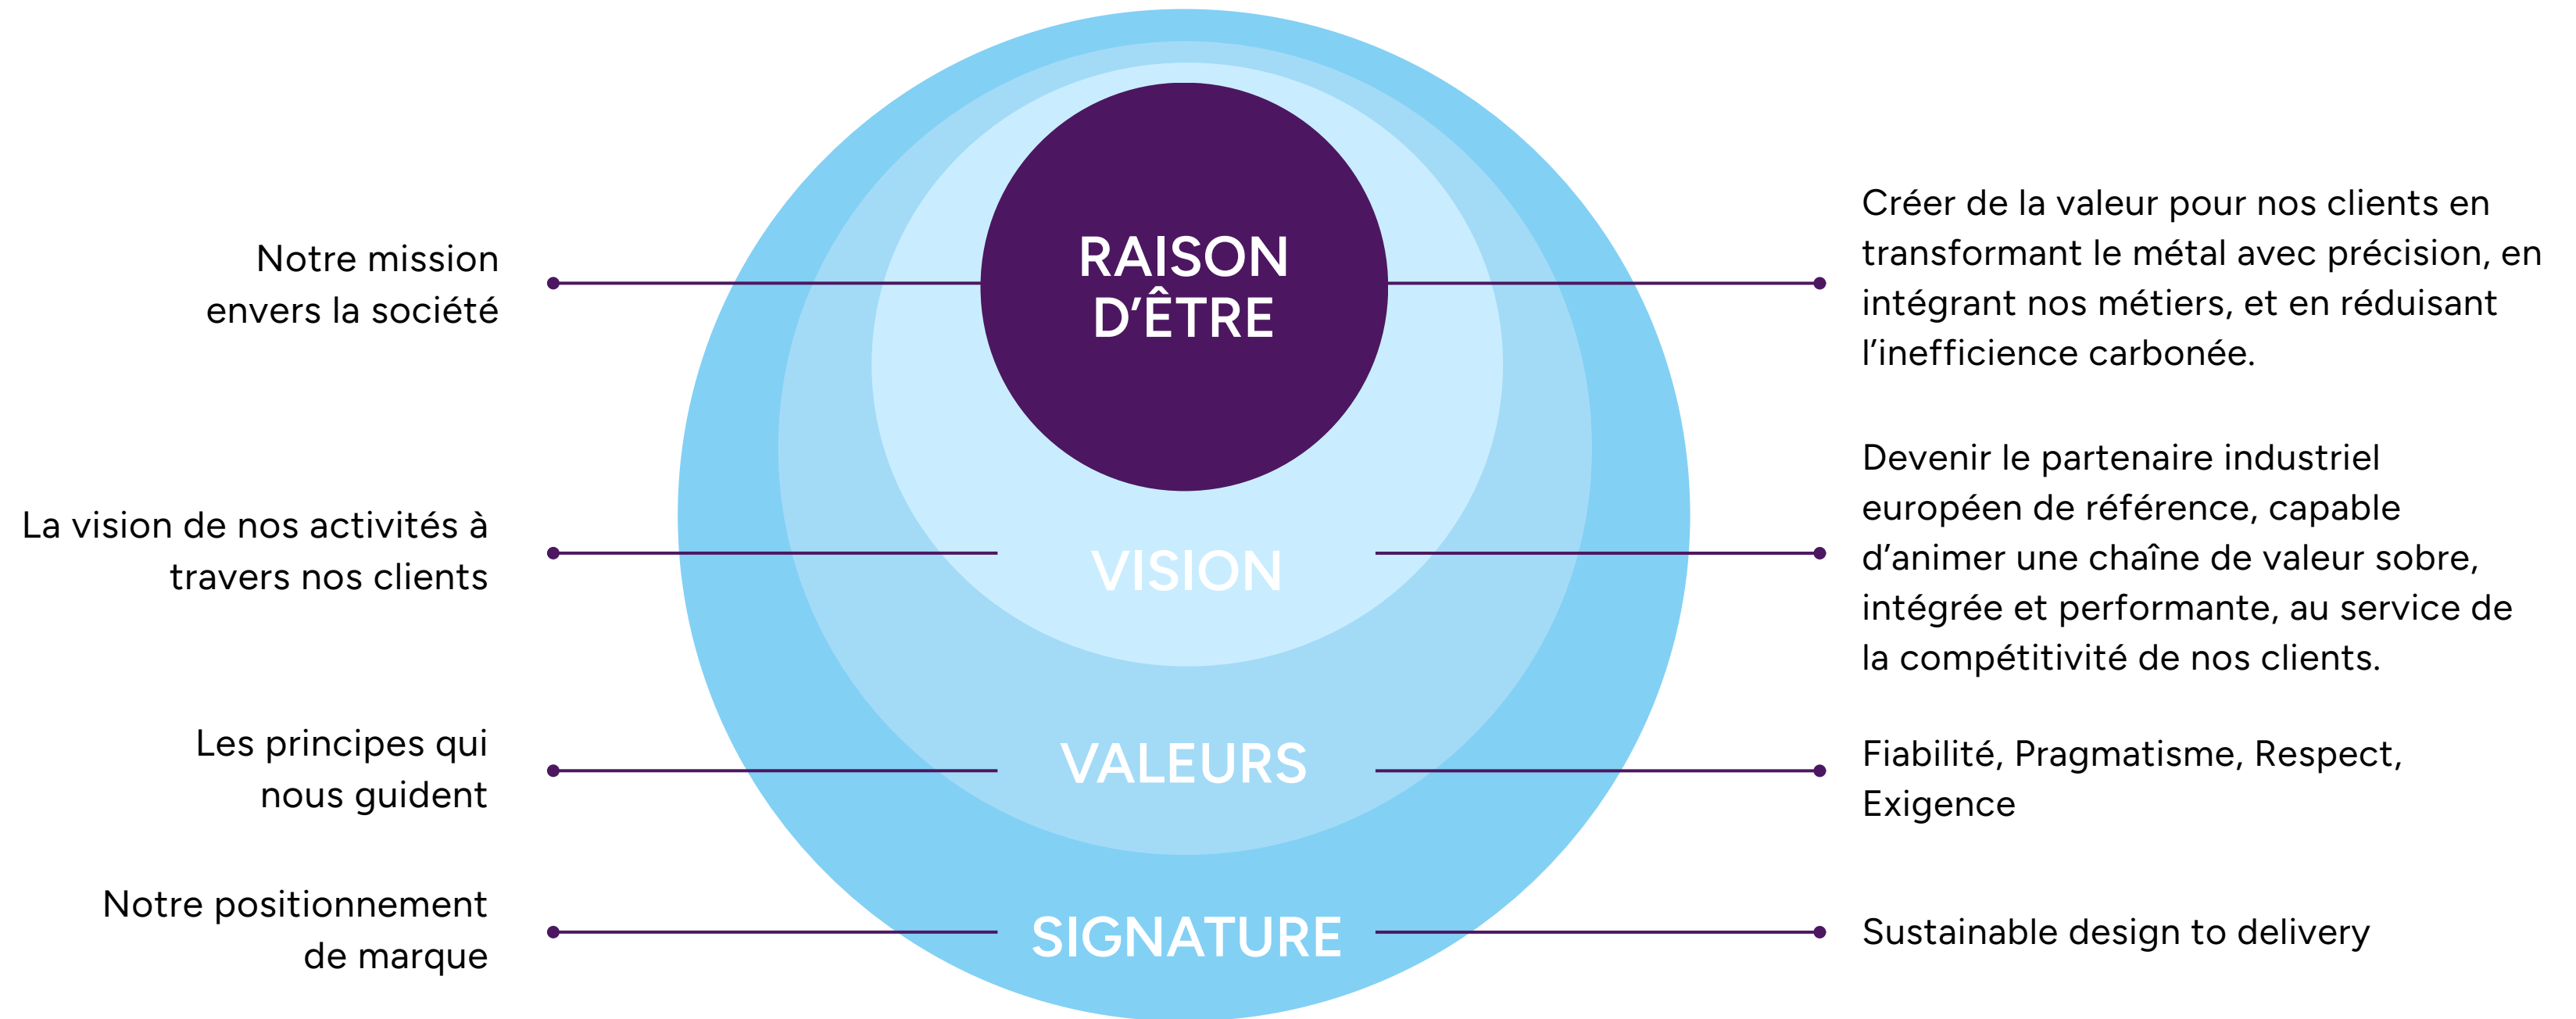 Notre mission
envers la société
RAISON
D’ÊTRE
Créer de la valeur pour nos clients en
transformant le métal avec précision, en
intégrant nos métiers, et en réduisant
l’inefficience carbonée.
La vision de nos activités à
travers nos clients
VISION
Devenir le partenaire industriel
européen de référence, capable
d’animer une chaîne de valeur sobre,
intégrée et performante, au service de
la compétitivité de nos clients.
Les principes qui
nous guident
VALEURS
Fiabilité, Pragmatisme, Respect,
Exigence
Notre positionnement
de marque
SIGNATURE
Sustainable design to delivery